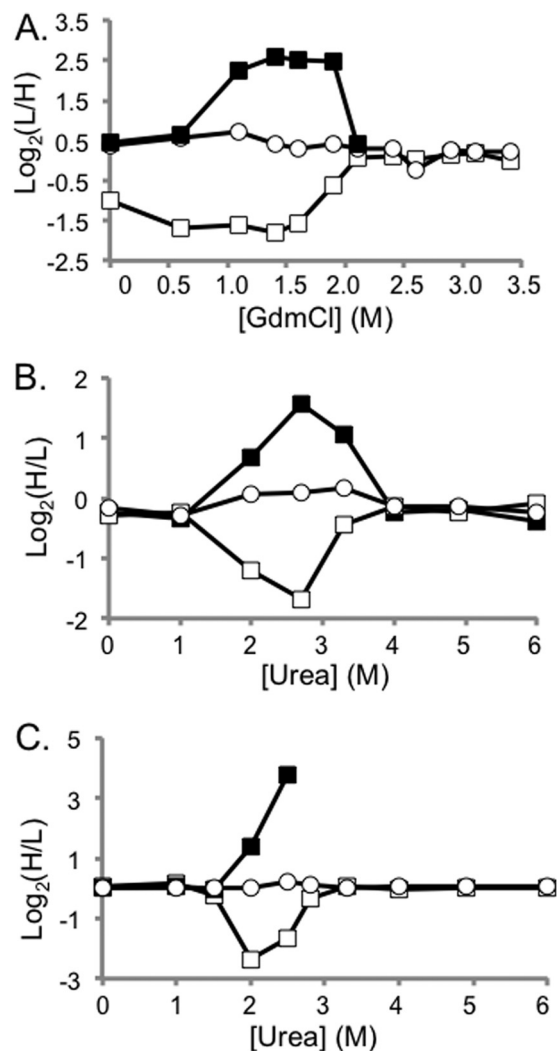 A.
3.5
2.5
1.5
0.5
-0.5
-1.5
-2.5
Log₂(L/H)
0 0.5 1.0 1.5 2.0 2.5 3.0 3.5
[GdmCl] (M)
B.
2
1
0
-1
-2
Log₂(H/L)
0 1 2 3 4 5 6
[Urea] (M)
C.
5
3
1
-1
-3
Log₂(H/L)
0 1 2 3 4 5 6
[Urea] (M)